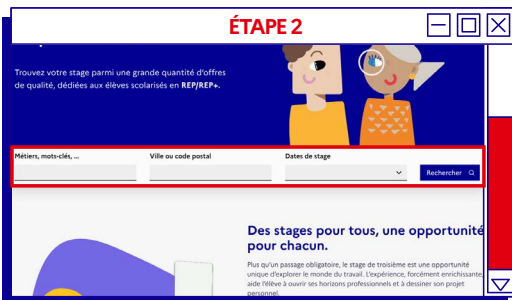 ÉTAPE 2
Trouvez votre stage parmi une grande quantité d'offres
de qualité, dédiées aux élèves scolarisés en REP/REP+.
Métiers, mots-clés, ...
Ville ou code postal
Dates de stage
Rechercher
Des stages pour tous, une opportunité
pour chacun.
Plus qu'un passage obligatoire, le stage de troisième est une opportunité
unique d'explorer le monde du travail. L'expérience, forcément enrichissante,
aide l'élève à ouvrir ses horizons professionnels et à dessiner son projet
personnel.